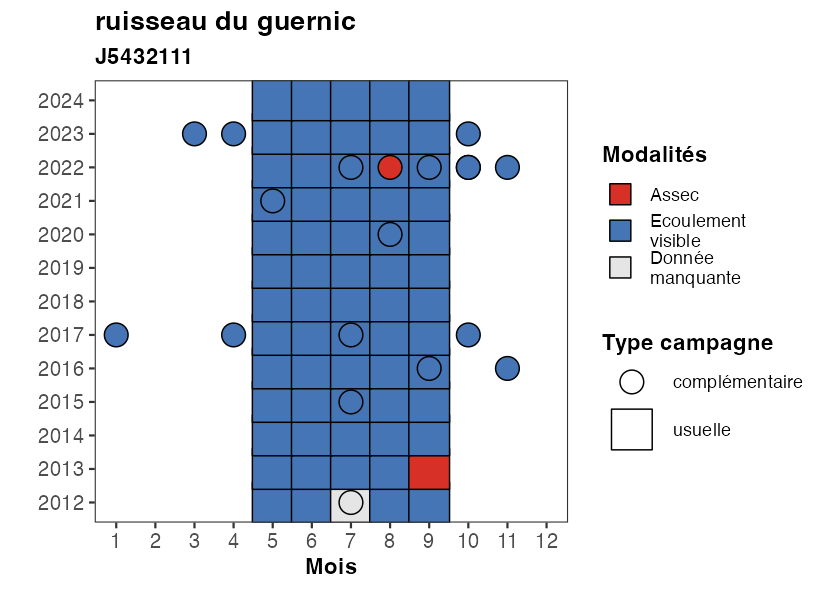 ruisseau du guernic
J5432111
2024
2023
2022
2021
2020
2019
2018
2017
2016
2015
2014
2013
2012
1 2 3 4 5 6 7 8 9 10 11 12
Mois
Modalités
Assec
Ecoulement
visible
Donnée
manquante
Type campagne
complémentaire
usuelle